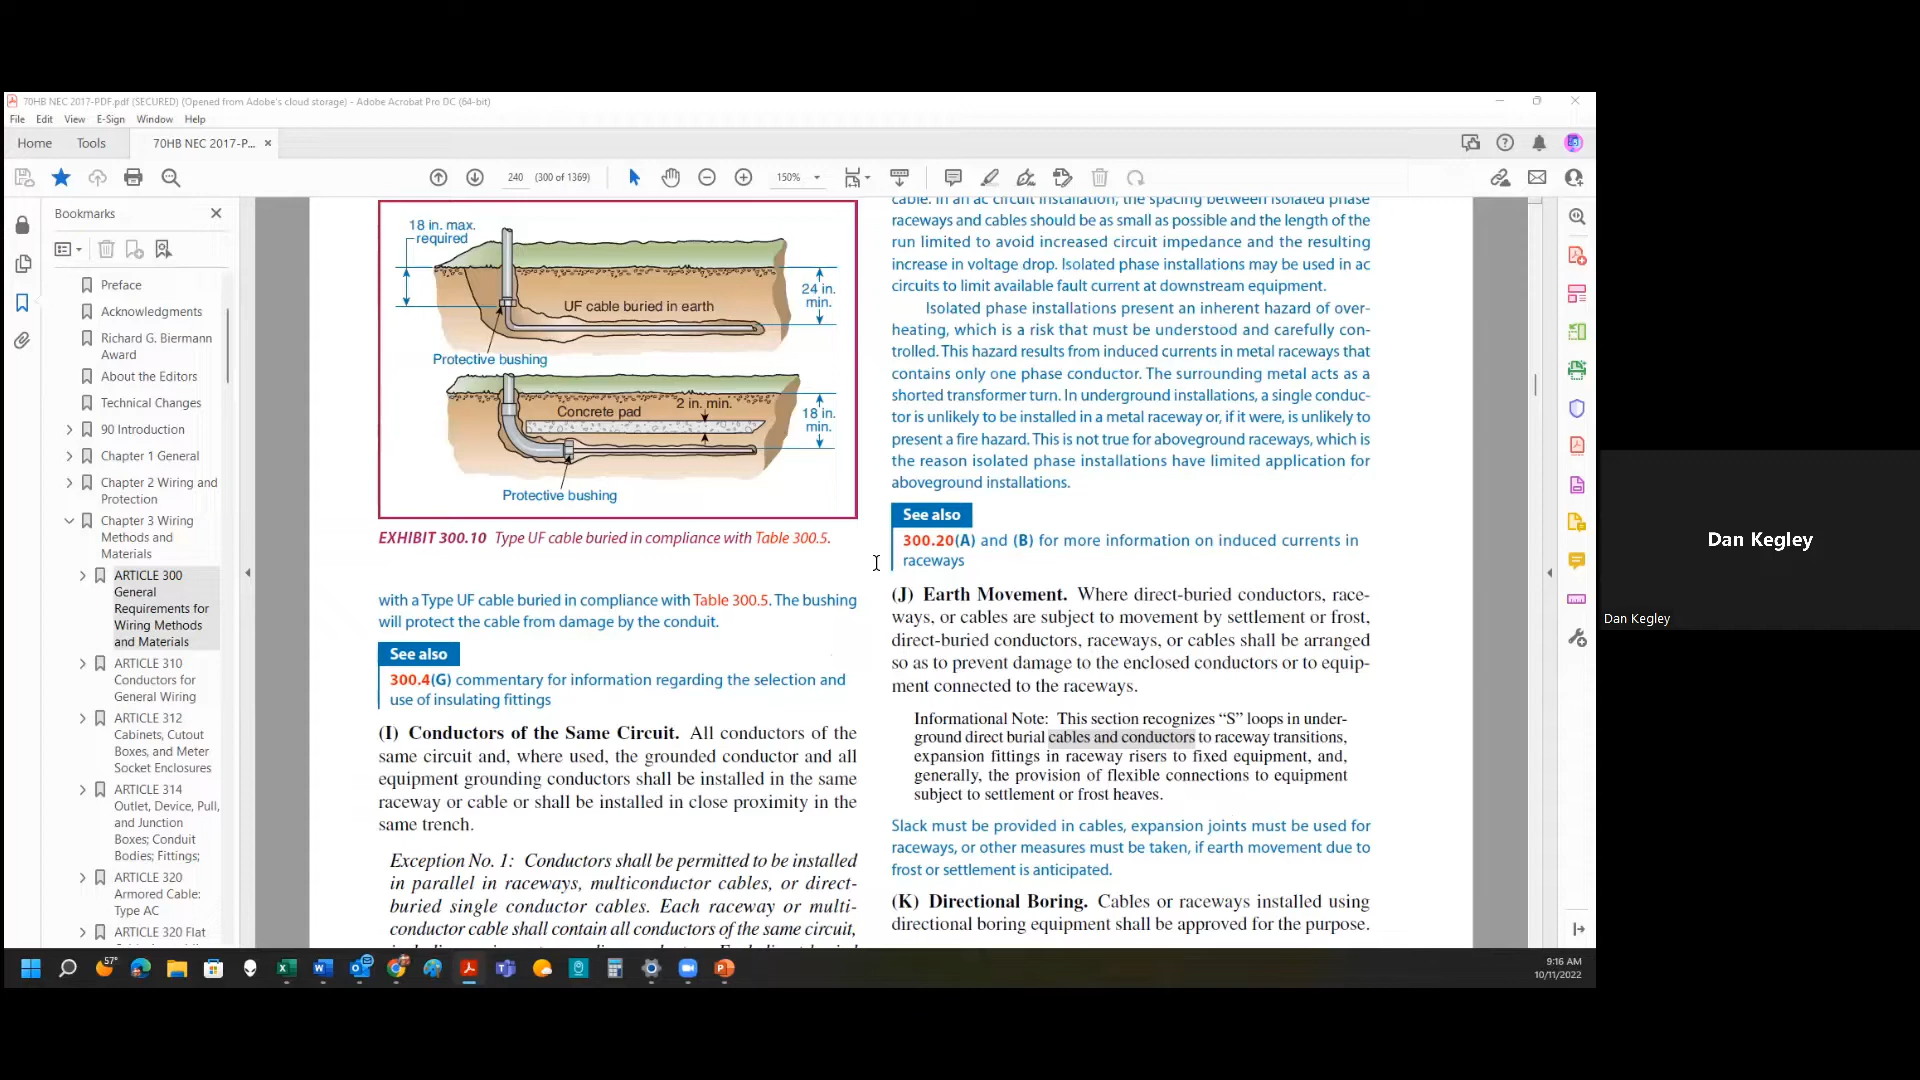 70HB NEC 2017-PDF.pdf (SECURED) (Opened from Adobe's cloud storage) - Adobe Acrobat Pro DC (64-bit)
File Edit View E-Sign Window Help
Home Tools 70HB NEC 2017-P... ×
240 (300 of 1369) 150%
Bookmarks
Preface
Acknowledgments
Richard G. Biermann
Award
About the Editors
Technical Changes
90 Introduction
Chapter 1 General
Chapter 2 Wiring and
Protection
Chapter 3 Wiring
Methods and
Materials
ARTICLE 300
General
Requirements for
Wiring Methods
and Materials
ARTICLE 310
Conductors for
General Wiring
ARTICLE 312
Cabinets, Cutout
Boxes, and Meter
Socket Enclosures
ARTICLE 314
Outlet, Device, Pull,
and Junction
Boxes; Conduit
Bodies; Fittings;
ARTICLE 320
Armored Cable:
Type AC
ARTICLE 320 Flat
18 in. max.
required
UF cable buried in earth
24 in.
min.
Protective bushing
Concrete pad
2 in. min.
18 in.
min.
Protective bushing
EXHIBIT 300.10 Type UF cable buried in compliance with Table 300.5.
with a Type UF cable buried in compliance with Table 300.5. The bushing
will protect the cable from damage by the conduit.
See also
300.4(G) commentary for information regarding the selection and
use of insulating fittings
(I) Conductors of the Same Circuit. All conductors of the
same circuit and, where used, the grounded conductor and all
equipment grounding conductors shall be installed in the same
raceway or cable or shall be installed in close proximity in the
same trench.
Exception No. 1: Conductors shall be permitted to be installed
in parallel in raceways, multiconductor cables, or direct-
buried single conductor cables. Each raceway or multi-
conductor cable shall contain all conductors of the same circuit,
cable. In an ac circuit installation, the spacing between isolated phase
raceways and cables should be as small as possible and the length of the
run limited to avoid increased circuit impedance and the resulting
increase in voltage drop. Isolated phase installations may be used in ac
circuits to limit available fault current at downstream equipment.
Isolated phase installations present an inherent hazard of over-
heating, which is a risk that must be understood and carefully con-
trolled. This hazard results from induced currents in metal raceways that
contains only one phase conductor. The surrounding metal acts as a
shorted transformer turn. In underground installations, a single conduc-
tor is unlikely to be installed in a metal raceway or, if it were, is unlikely to
present a fire hazard. This is not true for aboveground raceways, which is
the reason isolated phase installations have limited application for
aboveground installations.
See also
300.20(A) and (B) for more information on induced currents in
raceways
(J) Earth Movement. Where direct-buried conductors, race-
ways, or cables are subject to movement by settlement or frost,
direct-buried conductors, raceways, or cables shall be arranged
so as to prevent damage to the enclosed conductors or to equip-
ment connected to the raceways.
Informational Note: This section recognizes “S” loops in under-
ground direct burial cables and conductors to raceway transitions,
expansion fittings in raceway risers to fixed equipment, and,
generally, the provision of flexible connections to equipment
subject to settlement or frost heaves.
Slack must be provided in cables, expansion joints must be used for
raceways, or other measures must be taken, if earth movement due to
frost or settlement is anticipated.
(K) Directional Boring. Cables or raceways installed using
directional boring equipment shall be approved for the purpose.
Dan Kegley
Dan Kegley
57°
9:16 AM
10/11/2022